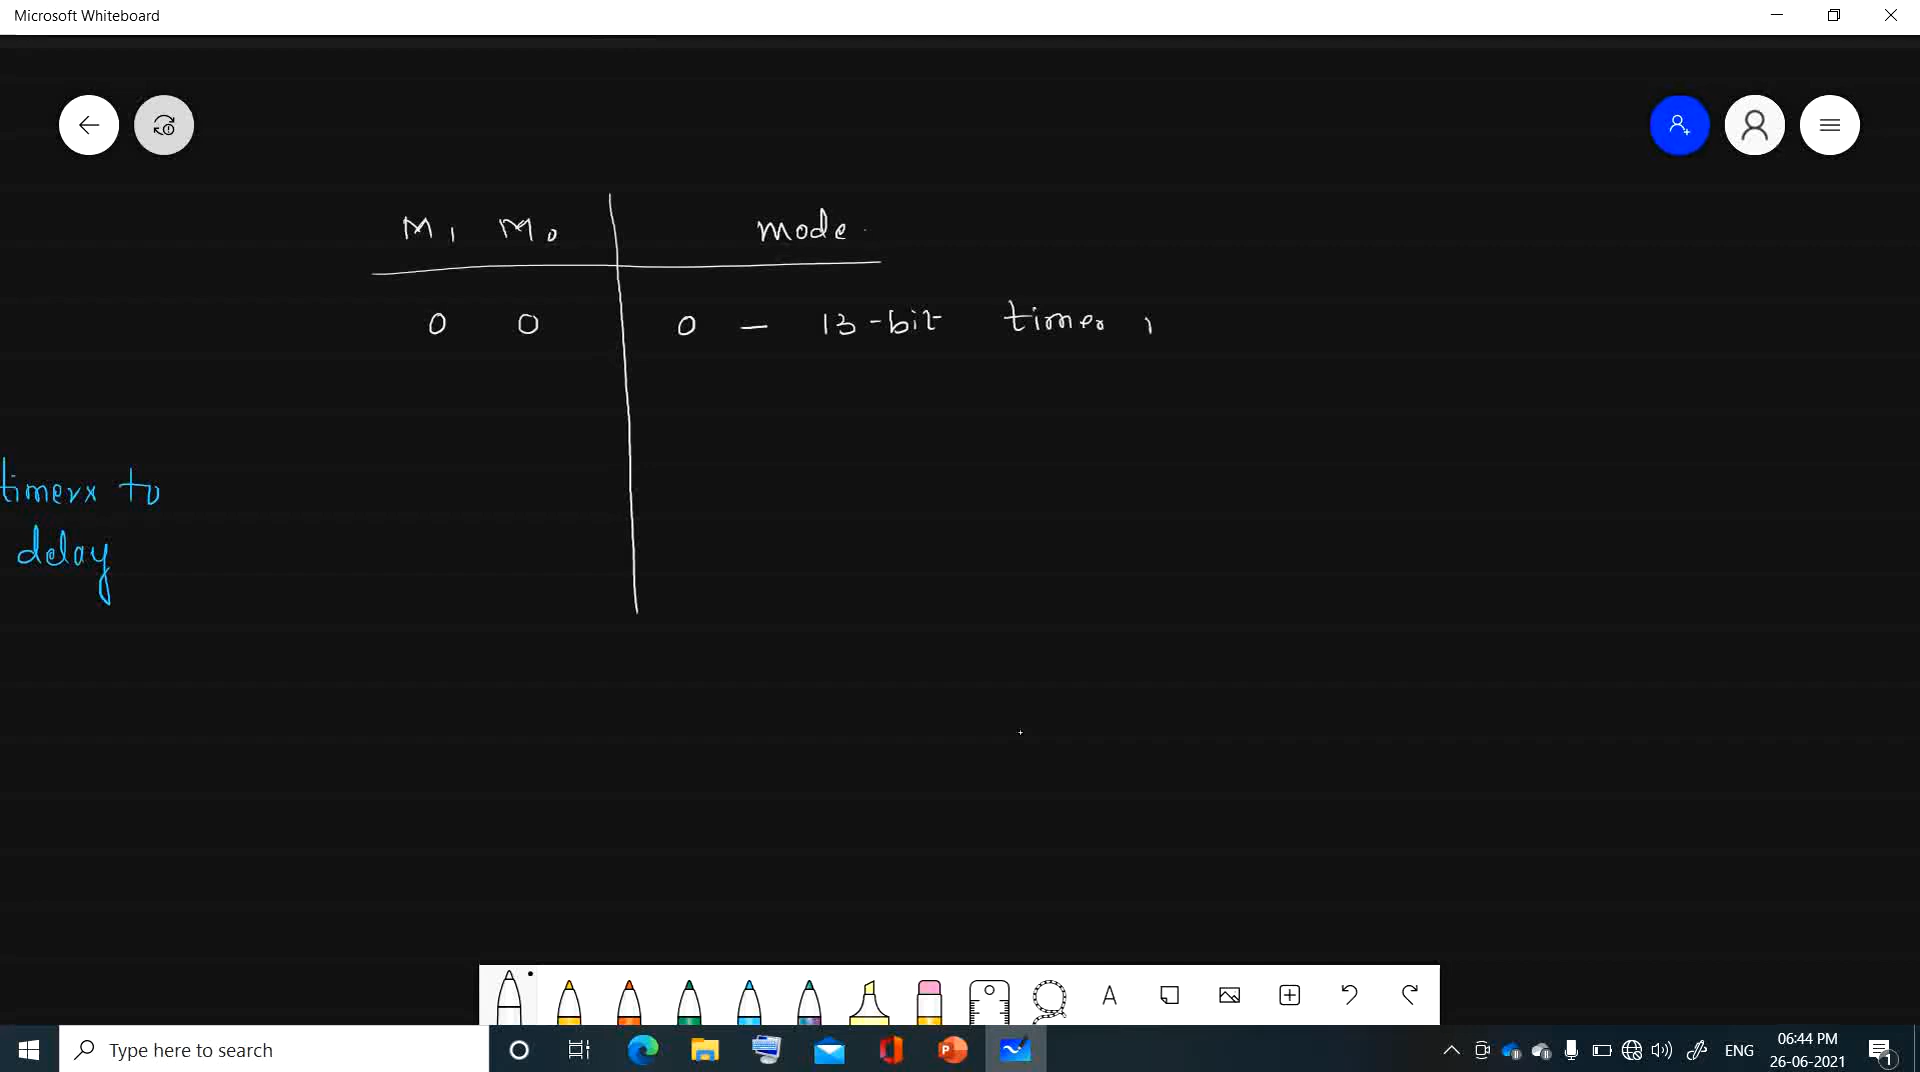 Microsoft Whiteboard
M1 M0 mode
0 0 0 - 13-bit timer,
timerx to
delay
A
Type here to search
ENG
06:44 PM
26-06-2021
1